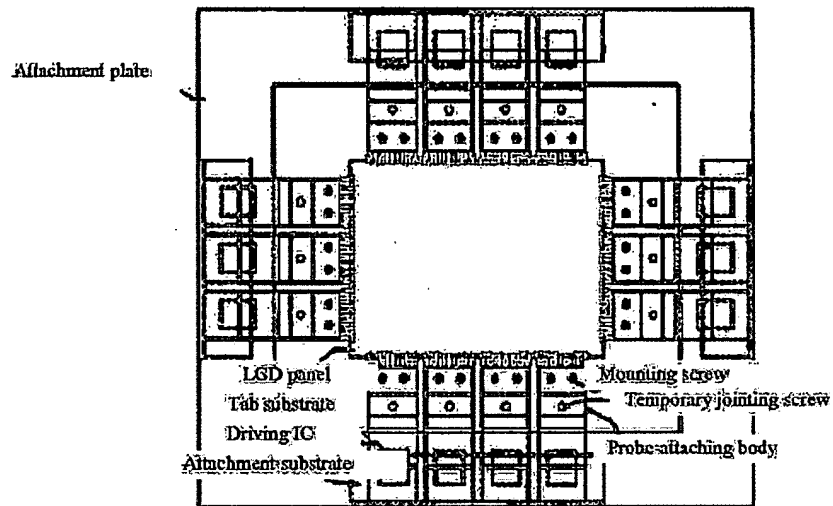 Attachment plate
LCD panel
Tab substrate
Driving IC
Attachment substrate
Mounting screw
Temporary jointing screw
Probe attaching body